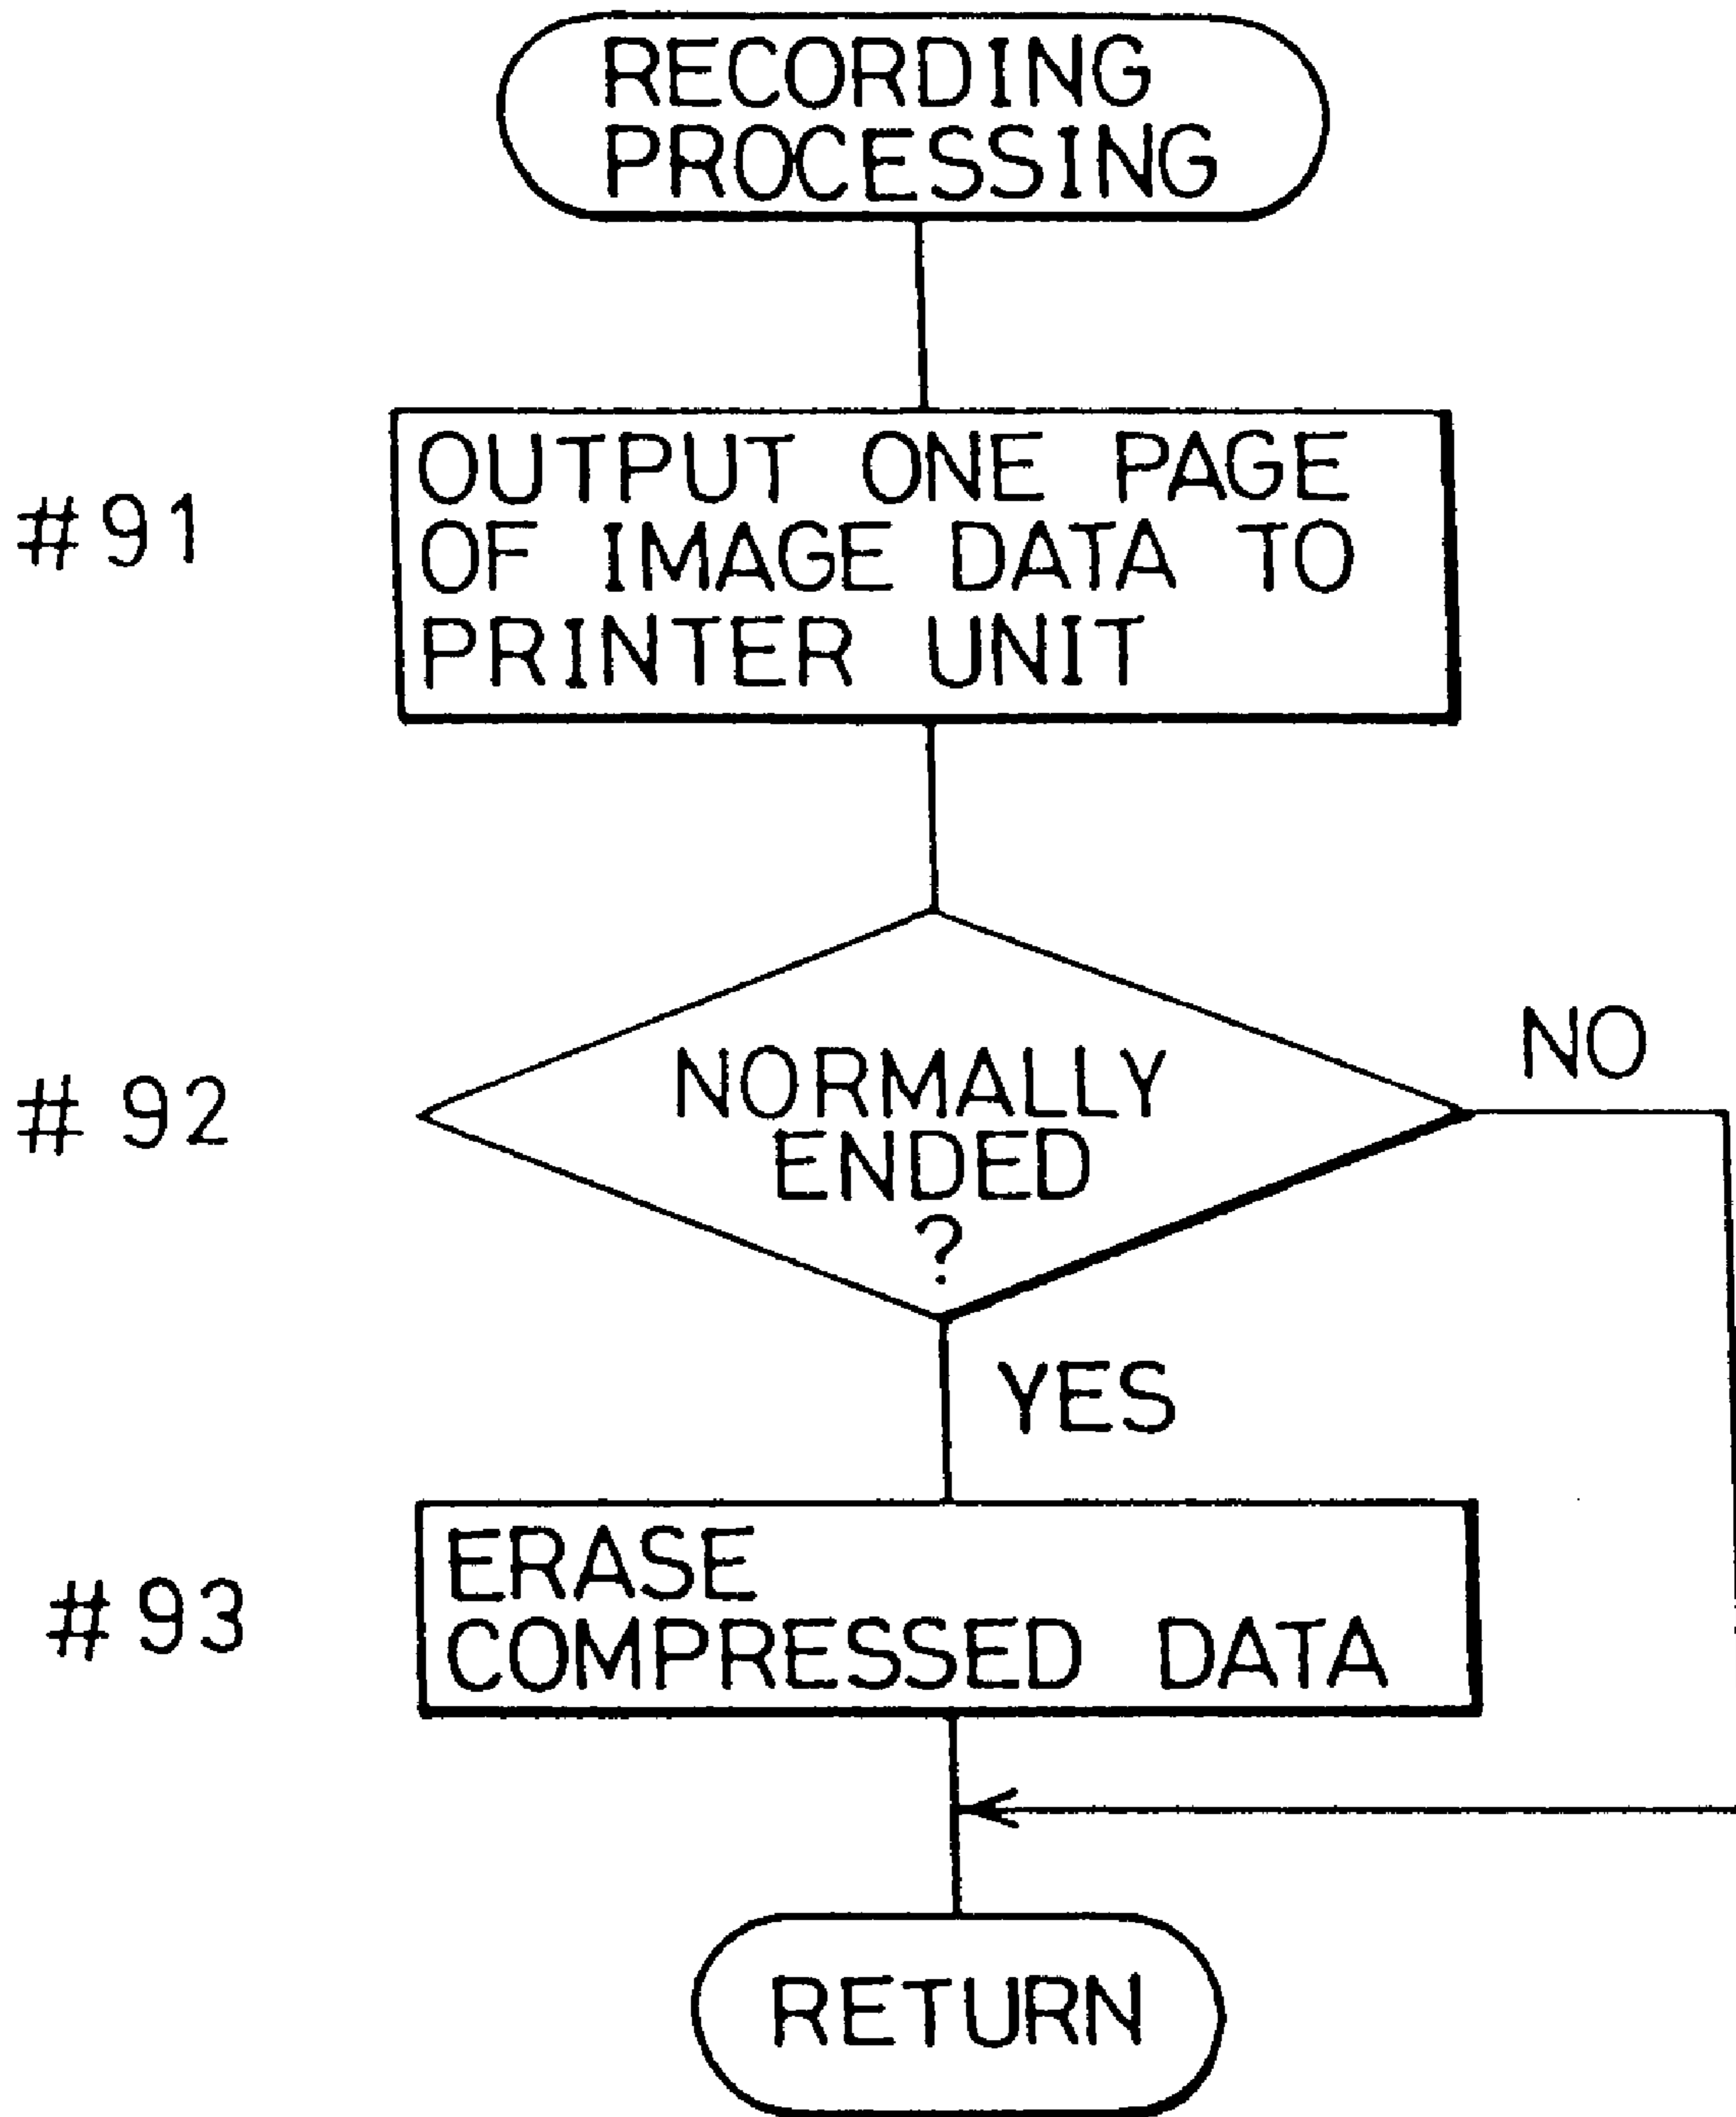 RECORDING
PROCESSING
#91
OUTPUT ONE PAGE
OF IMAGE DATA TO
PRINTER UNIT
#92
NORMALLY
ENDED
?
NO
YES
#93
ERASE
COMPRESSED DATA
RETURN